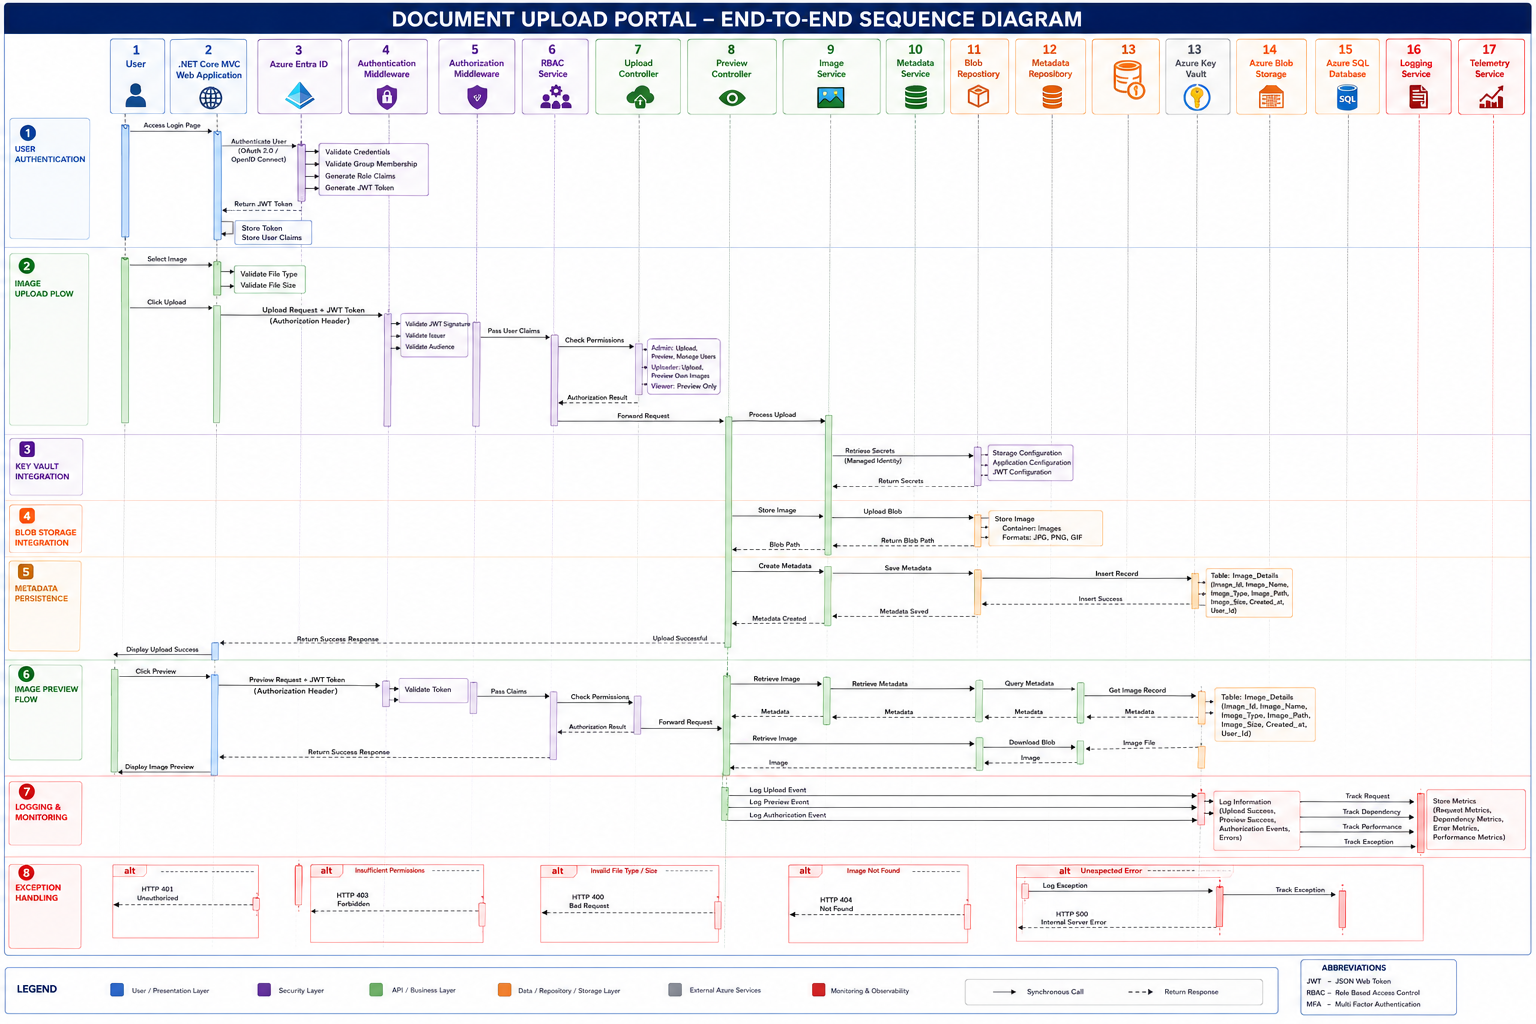 DOCUMENT UPLOAD PORTAL – END-TO-END SEQUENCE DIAGRAM
1
User
2
.NET Core MVC
Web Application
3
Azure Entra ID
4
Authentication
Middleware
5
Authorization
Middleware
6
RBAC
Service
7
Upload
Controller
8
Preview
Controller
9
Image
Service
10
Metadata
Service
11
Blob
Repostiory
12
Metadata
Repository
13
13
Azure Key
Vault
14
Azure Blob
Storage
15
Azure SQL
Database
SQL
16
Logging
Service
17
Telemetry
Service
1
USER
AUTHENTICATION
Access Login Page
Authenticate User
(OAuth 2.0 /
OpenID Connect)
Validate Credentials
Validate Group Membership
Generate Role Claims
Generate JWT Token
Return JWT Token
Store Token
Store User Claims
2
IMAGE
UPLOAD PLOW
Select Image
Validate File Type
Validate File Size
Click Upload
Upload Request + JWT Token
(Authorization Header)
Validate JWT Signature
Validate Issuer
Validate Audience
Pass User Claims
Check Permissions
Admin: Upload,
Preview, Manage Users
Uploader: Upload,
Preview Own Images
Viewer: Preview Only
Authorization Result
Forward Request
Process Upload
3
KEY VAULT
INTEGRATION
Retrieve Secrets
(Managed Identity)
Storage Configuration
Application Configuration
JWT Configuration
Return Secrets
4
BLOB STORAGE
INTEGRATION
Store Image
Upload Blob
Store Image
Container: Images
Formats: JPG, PNG, GIF
Blob Path
Return Blob Path
5
METADATA
PERSISTENCE
Create Metadata
Save Metadata
Insert Record
Table: Image_Details
(Image_Id, Image_Name,
Image_Type, Image_Path,
Image_Size, Created_at,
User_Id)
Insert Success
Metadata Saved
Metadata Created
Return Success Response
Upload Successful
Display Upload Success
6
IMAGE PREVIEW
FLOW
Click Preview
Preview Request + JWT Token
(Authorization Header)
Validate Token
Pass Claims
Check Permissions
Authorization Result
Forward Request
Retrieve Image
Retrieve Metadata
Query Metadata
Get Image Record
Table: Image_Details
(Image_Id, Image_Name,
Image_Type, Image_Path,
Image_Size, Created_at,
User_Id)
Metadata
Metadata
Metadata
Metadata
Retrieve Image
Download Blob
Image File
Image
Image
Return Success Response
Display Image Preview
7
LOGGING &
MONITORING
Log Upload Event
Log Preview Event
Log Authorication Event
Log Information
(Upload Success,
Preview Success,
Authorization Events,
Errors)
Track Request
Track Dependency
Track Performance
Track Exception
Store Metrics
(Request Metrics,
Dependency Metrics,
Error Metrics,
Performance Metrics)
8
EXCEPTION
HANDLING
alt
HTTP 401
Unauthorized
alt
Insufficient Permissions
HTTP 403
Forbidden
alt
Invalid File Type / Size
HTTP 400
Bad Request
alt
Image Not Found
HTTP 404
Not Found
alt
Unexpected Error
Log Exception
Track Exception
HTTP 500
Internal Server Error
LEGEND
User / Presentation Layer
Security Layer
API / Business Layer
Data / Repository / Storage Layer
External Azure Services
Monitoring & Observability
Synchronous Call
Return Response
ABBREVIATIONS
JWT – JSON Web Token
RBAC – Role Based Access Control
MFA – Multi Factor Authentication